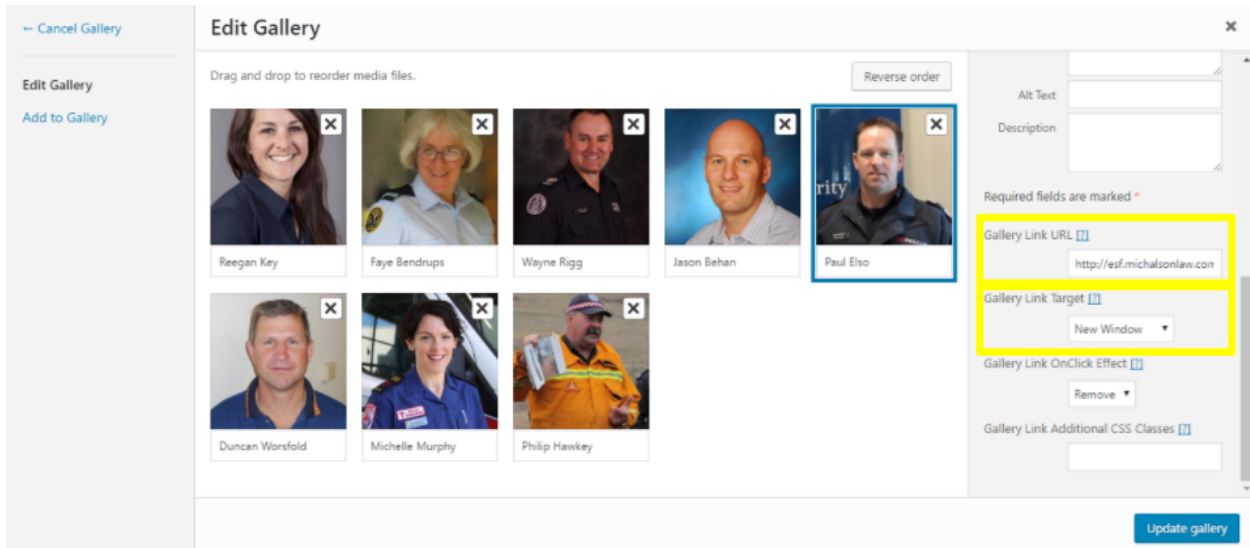 ← Cancel Gallery
Edit Gallery
Add to Gallery
Edit Gallery
Drag and drop to reorder media files.
Reverse order
Reegan Key
Faye Bendrups
Wayne Rigg
Jason Behan
rity
Paul Elso
Duncan Worsfold
Michelle Murphy
Philip Hawkey
Alt Text
Description
Required fields are marked *
Gallery Link URL [?]
http://esf.michalsonlaw.com
Gallery Link Target [?]
New Window
Gallery Link OnClick Effect [?]
Remove
Gallery Link Additional CSS Classes [?]
Update gallery